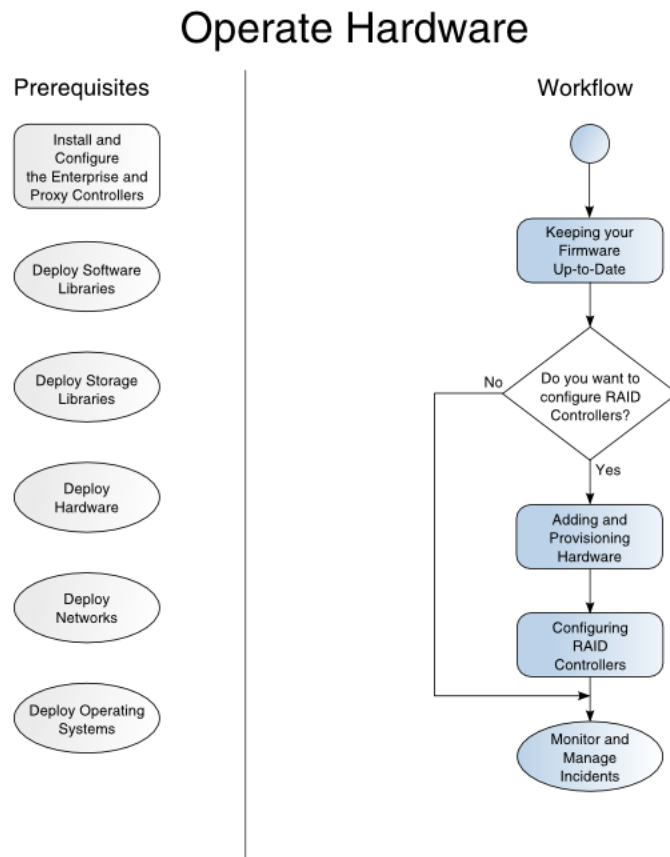 Operate Hardware
Prerequisites
Install and
Configure
the Enterprise and
Proxy Controllers
Deploy Software
Libraries
Deploy Storage
Libraries
Deploy
Hardware
Deploy
Networks
Deploy Operating
Systems
Workflow
Keeping your
Firmware
Up-to-Date
Do you want to
configure RAID
Controllers?
No
Yes
Adding and
Provisioning
Hardware
Configuring
RAID
Controllers
Monitor and
Manage
Incidents